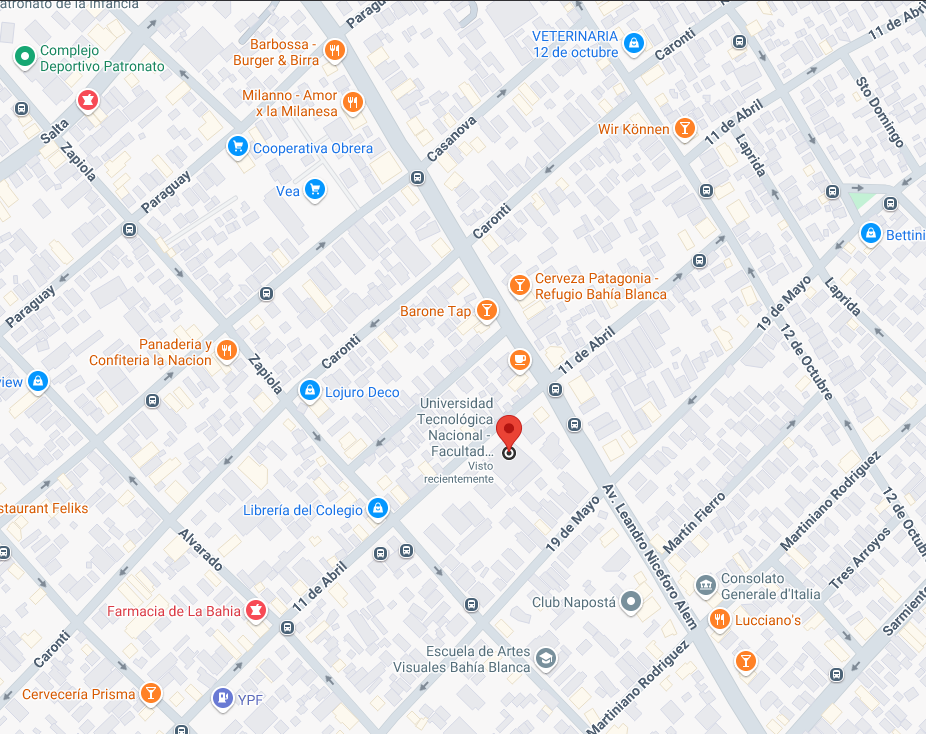 atronato de la Infancia
Paraguay
11 de Abril
Complejo
Deportivo Patronato
Barbossa -
Burger & Birra
VETERINARIA
12 de octubre
Caronti
Sto Domingo
Milanno - Amor
x la Milanesa
Salta
Zapiola
Cooperativa Obrera
Casanova
Wir Können
11 de Abril
Laprida
Paraguay
Vea
Caronti
Bettini
Cerveza Patagonia -
Refugio Bahía Blanca
Paraguay
Barone Tap
19 de Mayo
Laprida
Panaderia y
Confiteria la Nacion
Caronti
11 de Abril
12 de Octubre
view
Zapiola
Lojuro Deco
Universidad
Tecnológica
Nacional -
Facultad...
Visto
recientemente
staurant Feliks
Librería del Colegio
19 de Mayo
Av. Leandro Niceforo Alem
Martín Fierro
Martiniano Rodriguez
12 de Octubre
Alvarado
11 de Abril
Tres Arroyos
Consolato
Generale d'Italia
Farmacia de La Bahia
Club Napostá
Lucciano's
Sarmiento
Caronti
Escuela de Artes
Visuales Bahía Blanca
Martiniano Rodriguez
Cervecería Prisma
YPF